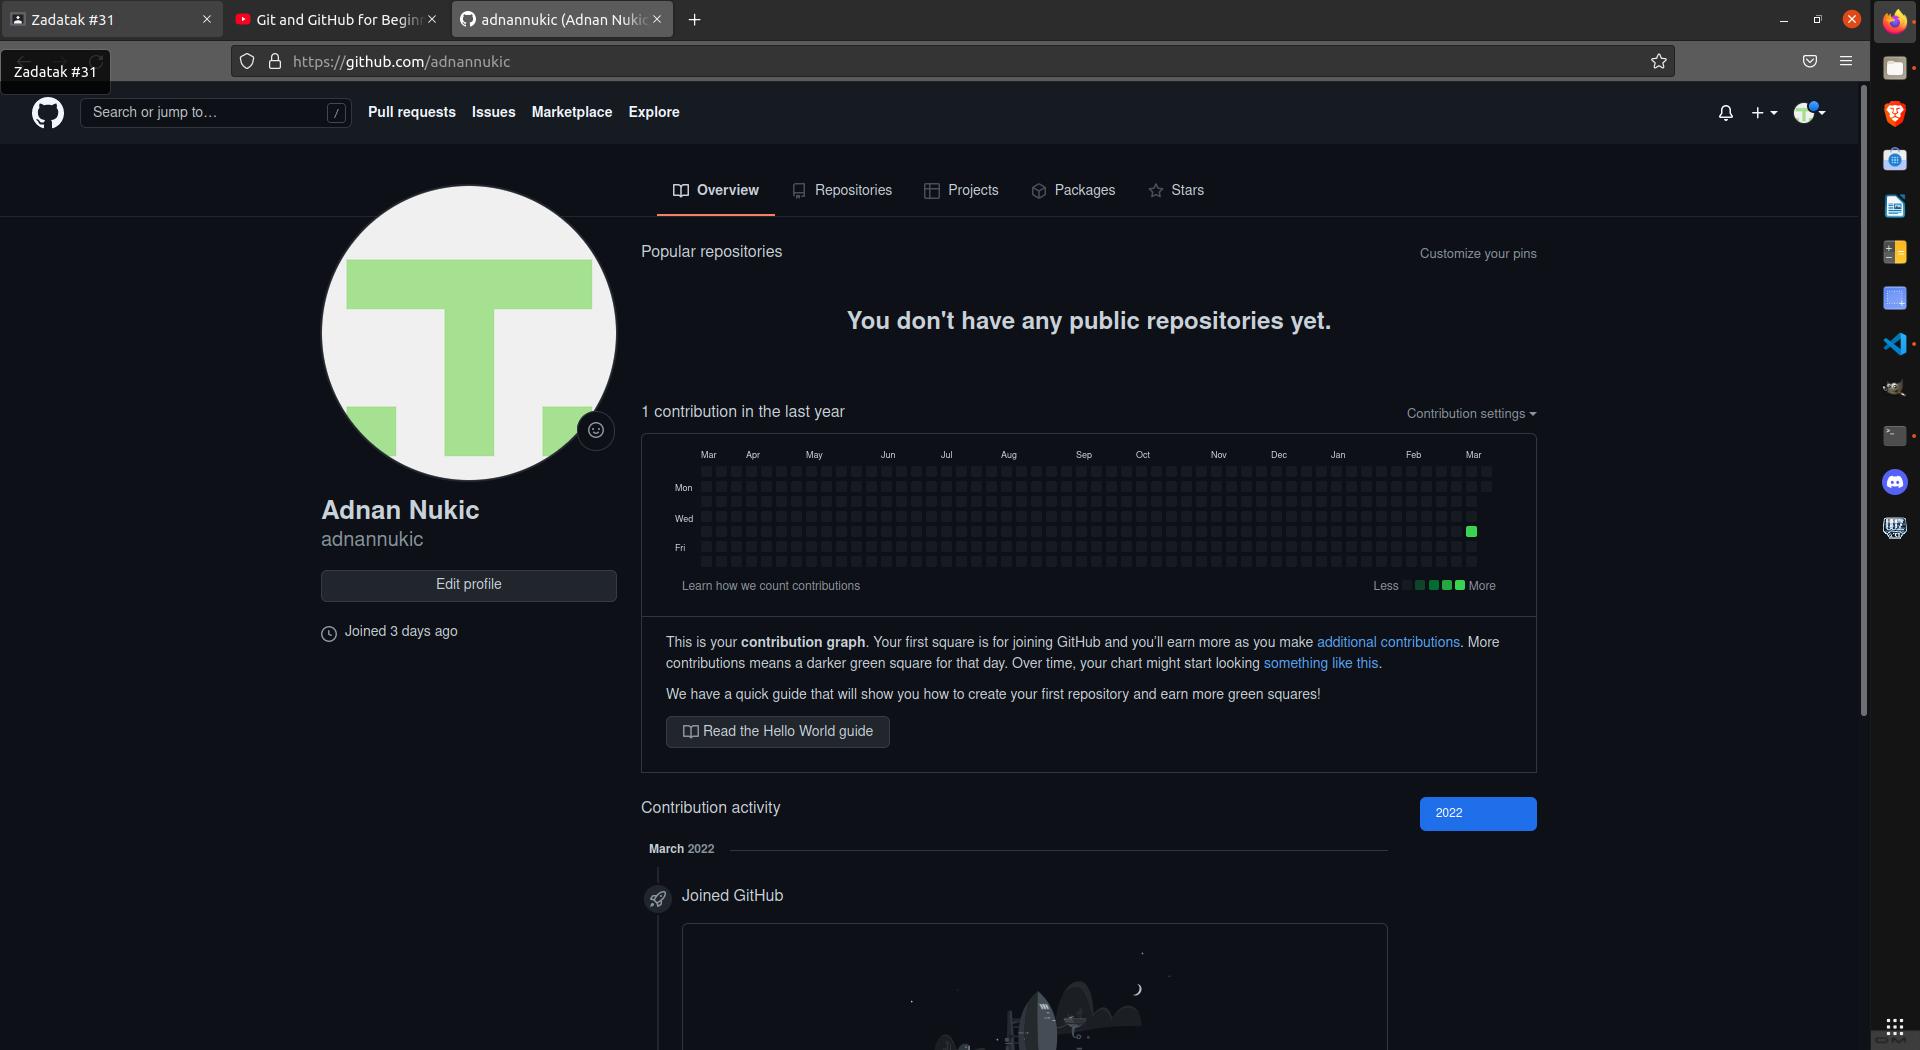 Zadatak #31
Git and GitHub for Begin
adnannukic (Adnan Nukic
Zadatak #31
https://github.com/adnannukic
Search or jump to… /
Pull requests Issues Marketplace Explore
Overview Repositories Projects Packages Stars
Popular repositories Customize your pins
You don't have any public repositories yet.
1 contribution in the last year Contribution settings
Mar Apr May Jun Jul Aug Sep Oct Nov Dec Jan Feb Mar
Mon
Wed
Fri
Learn how we count contributions Less More
Adnan Nukic
adnannukic
Edit profile
Joined 3 days ago
This is your contribution graph. Your first square is for joining GitHub and you’ll earn more as you make additional contributions. More
contributions means a darker green square for that day. Over time, your chart might start looking something like this.
We have a quick guide that will show you how to create your first repository and earn more green squares!
Read the Hello World guide
Contribution activity 2022
March 2022
Joined GitHub